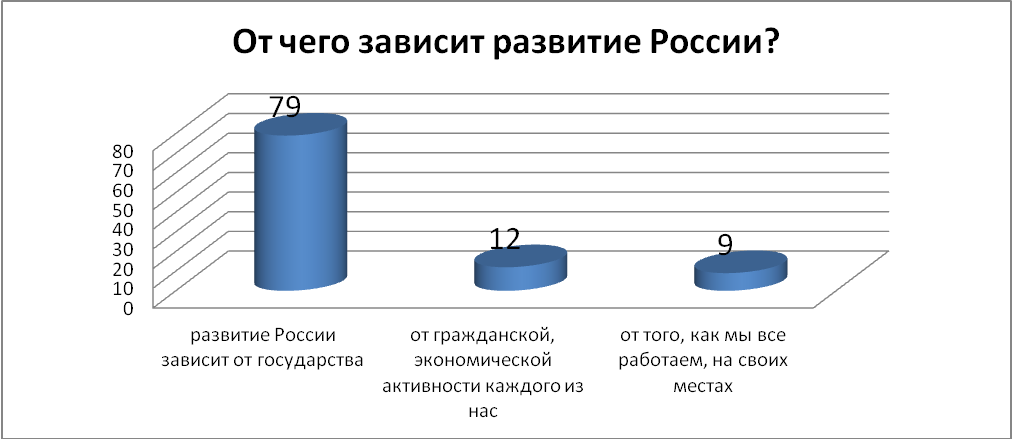 От чего зависит развитие России?
79
12
9
80
70
60
50
40
30
20
10
0
развитие России
зависит от государства
от гражданской,
экономической
активности каждого из
нас
от того, как мы все
работаем, на своих
местах